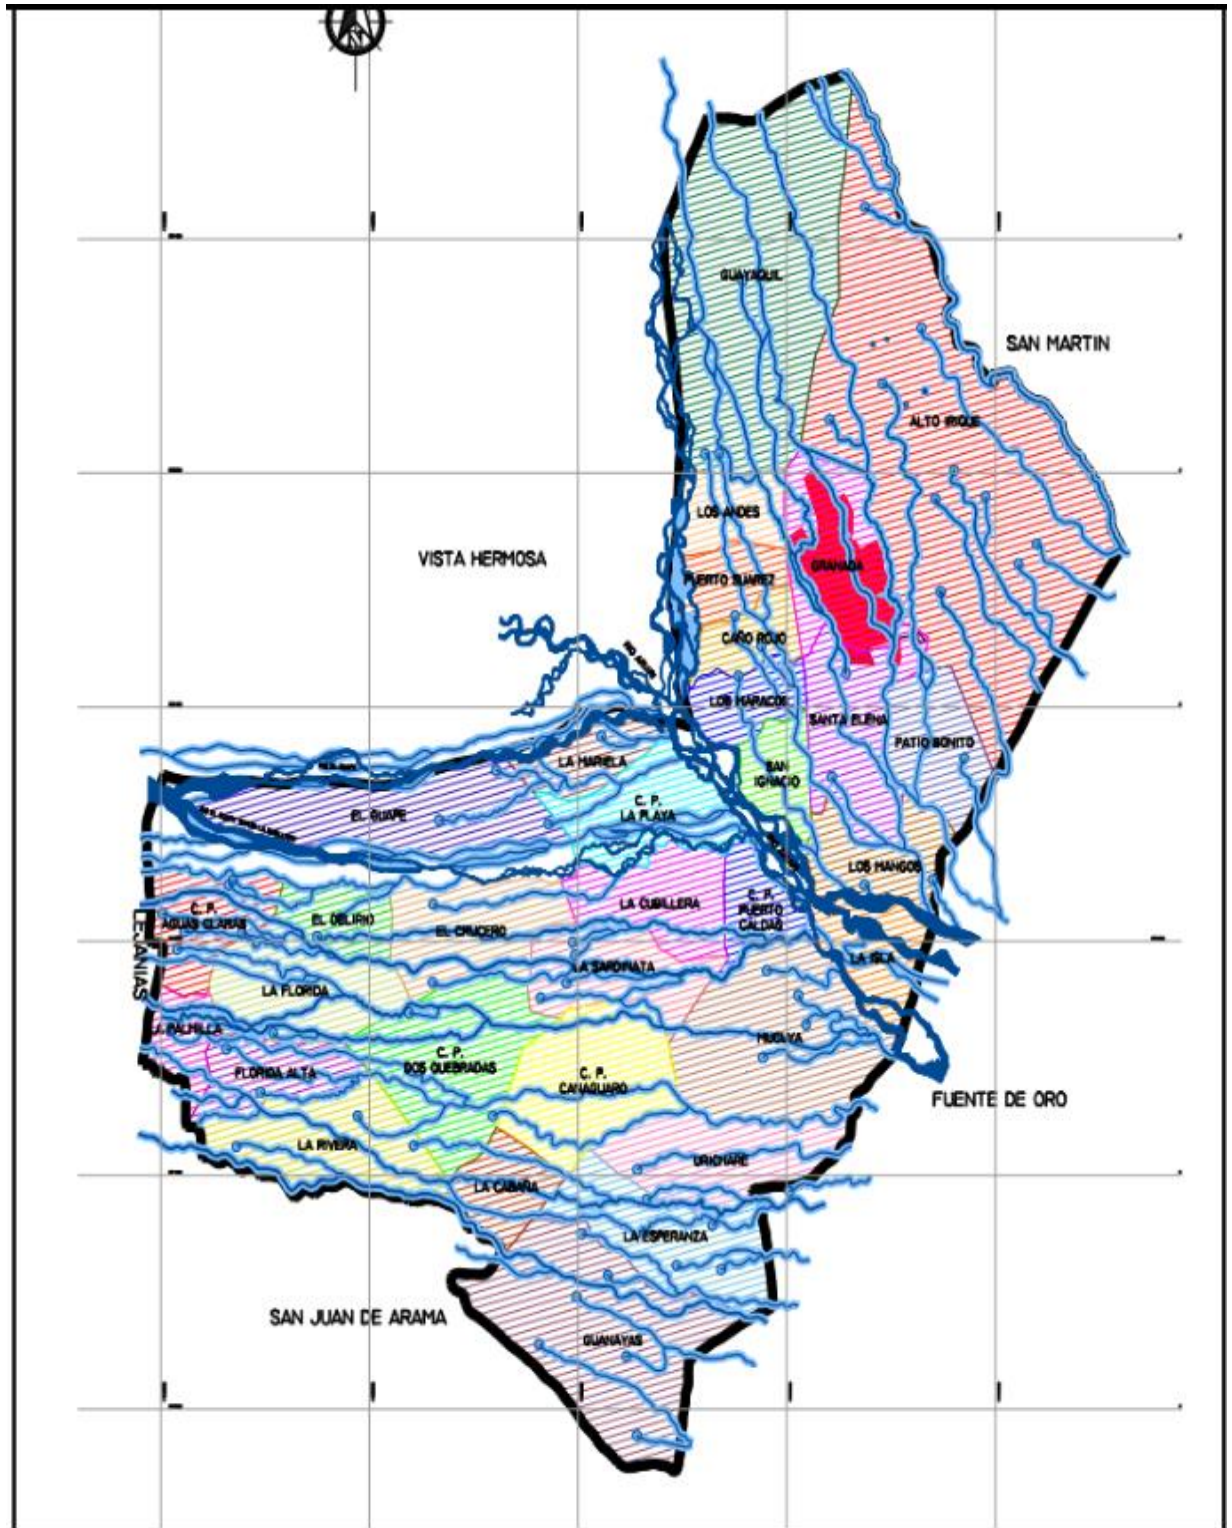 GUAYAQUIL
SAN MARTIN
ALTO IRIQUE
LOS ANDES
VISTA HERMOSA
GRANADA
PUERTO SUAREZ
CAÑO ROJO
LOS MARACOS
SANTA ELENA
PATIO BONITO
LA MARIELA
SAN
IGNACIO
C. P.
LA PLAYA
EL GUAPE
LOS MANGOS
C. P.
AGUAS CLARAS
EL DELIRIO
EL CRUCERO
LA CUBILLERA
C. P.
PUERTO
CALDAS
LEJANIAS
LA SARDINATA
LA ISLA
LA FLORIDA
LA PALMILLA
MUCUYA
C. P.
DOS QUEBRADAS
FLORIDA ALTA
C. P.
CANAGUARO
FUENTE DE ORO
LA RIVERA
URICHARE
LA CABAÑA
LA ESPERANZA
SAN JUAN DE ARAMA
GUANAYAS